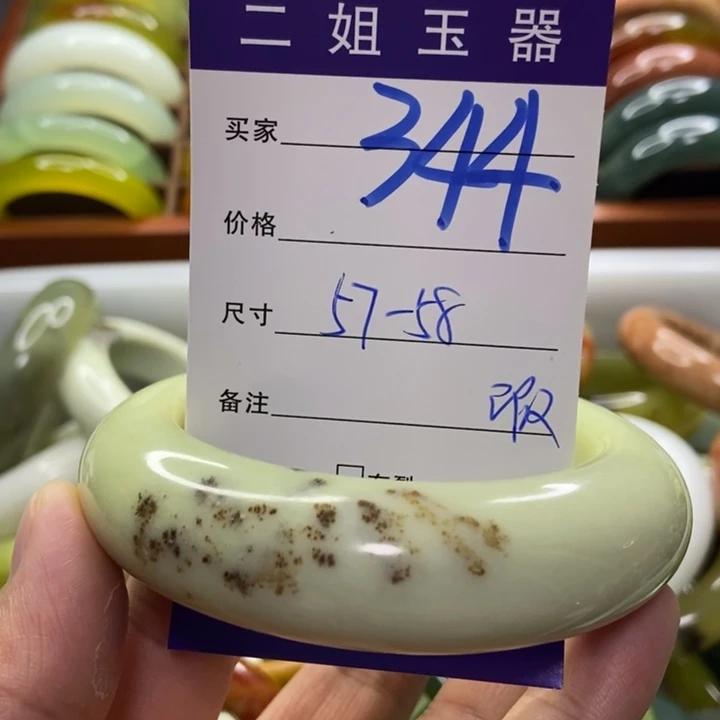 二姐玉器
344
买家
价格
尺寸 57-58
备注 瑕